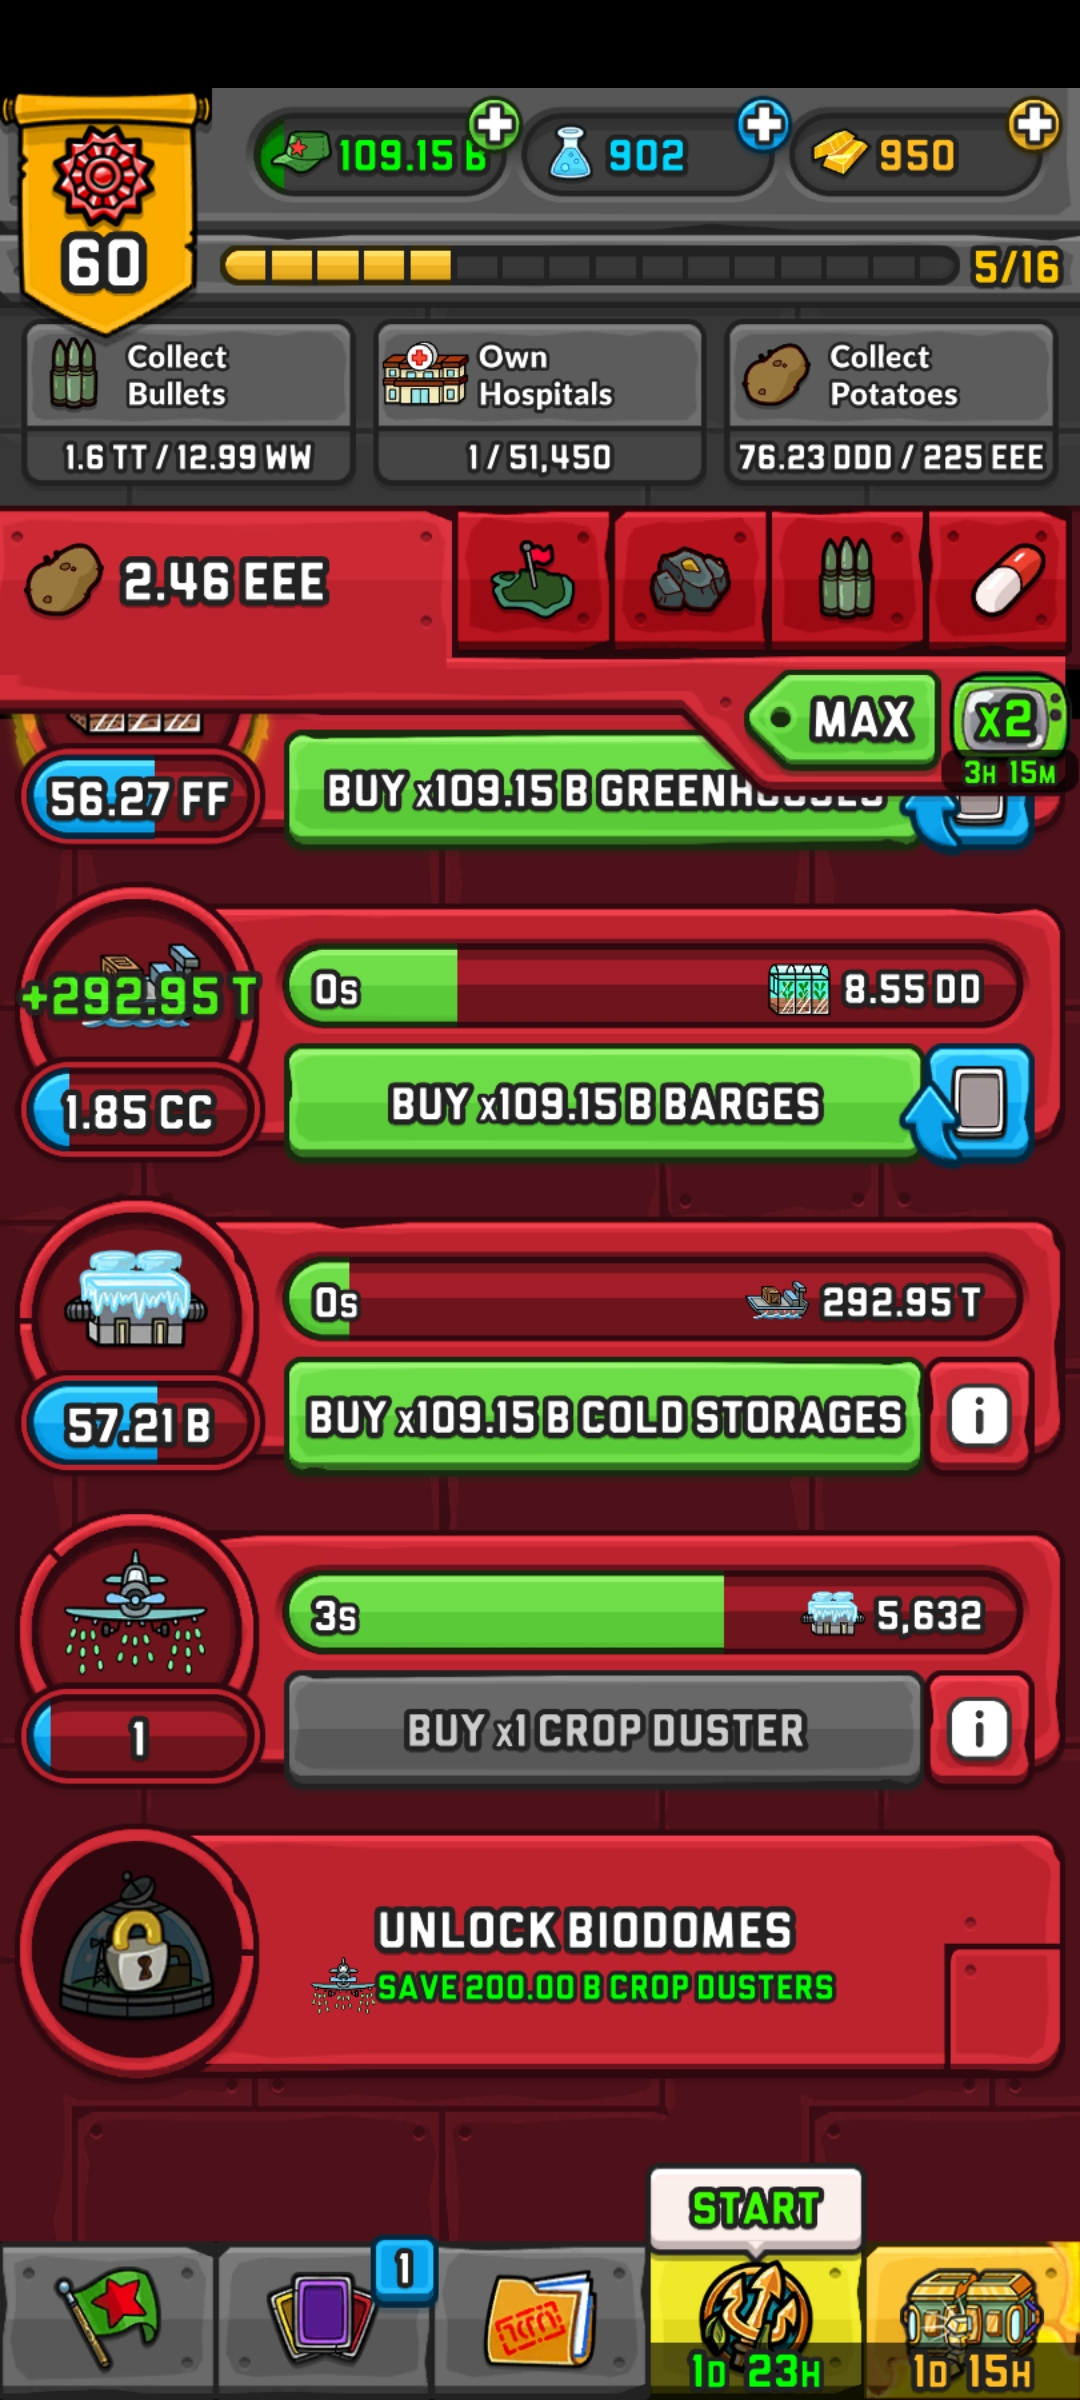 109.15 B
902
950
60
5/16
Collect
Bullets
1.6 TT / 12.99 WW
Own
Hospitals
1 / 51,450
Collect
Potatoes
76.23 DDD / 225 EEE
2.46 EEE
MAX
x2
3H 15M
56.27 FF
BUY x109.15 B GREENHOUSES
+292.95 T
0s
8.55 DD
1.85 CC
BUY x109.15 B BARGES
0s
292.95 T
57.21 B
BUY x109.15 B COLD STORAGES
i
3s
5,632
1
BUY x1 CROP DUSTER
i
UNLOCK BIODOMES
SAVE 200.00 B CROP DUSTERS
START
1
1D 23H
1D 15H